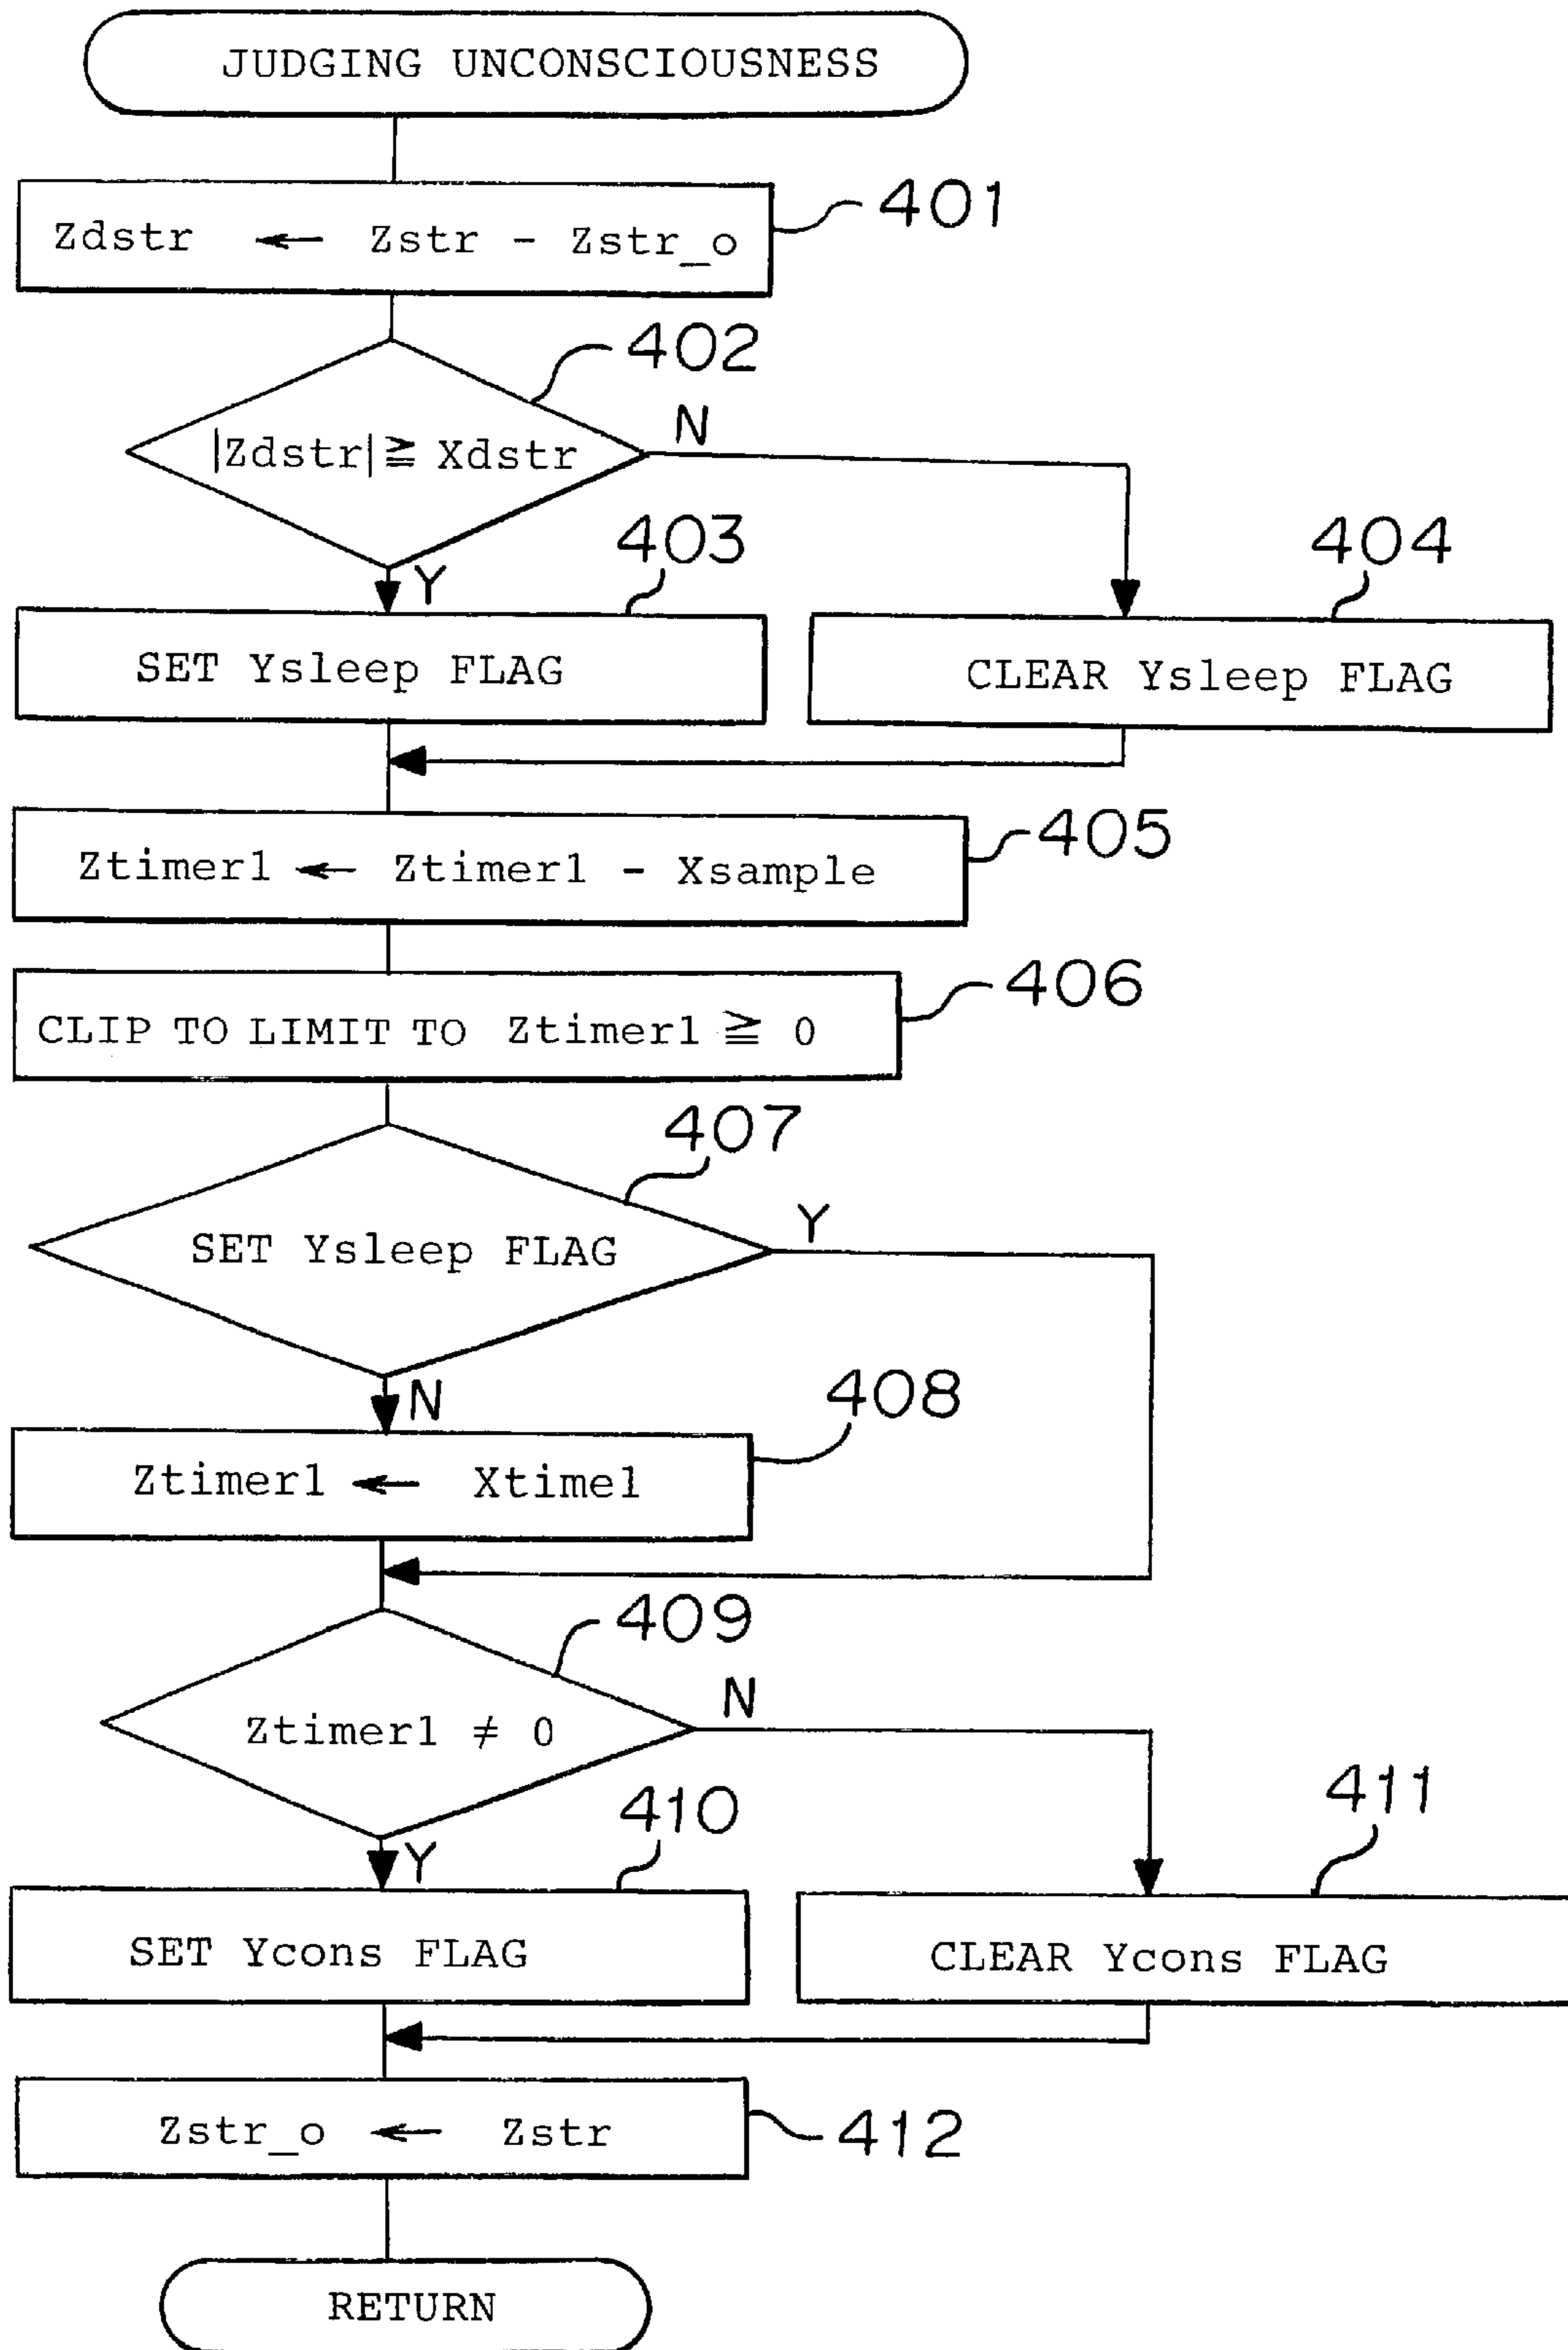 JUDGING UNCONSCIOUSNESS
Zdstr ← Zstr - Zstr_o
401
402
|Zdstr| ≧ Xdstr
N
Y
403
404
SET Ysleep FLAG
CLEAR Ysleep FLAG
Ztimer1 ← Ztimer1 - Xsample
405
406
CLIP TO LIMIT TO Ztimer1 ≧ 0
407
SET Ysleep FLAG
Y
N
408
Ztimer1 ← Xtime1
409
Ztimer1 ≠ 0
N
Y
410
411
SET Ycons FLAG
CLEAR Ycons FLAG
Zstr_o ← Zstr
412
RETURN